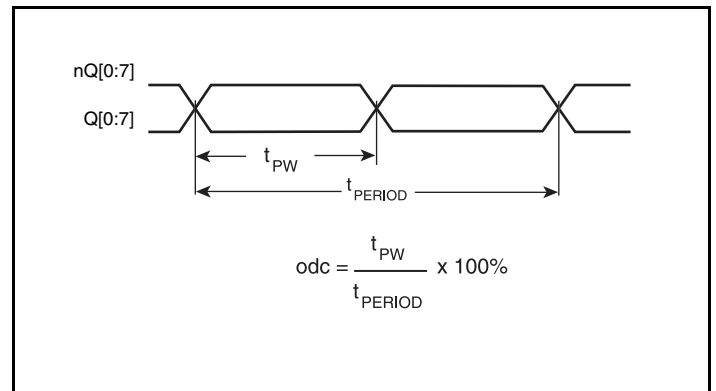 nQ[0:7]
Q[0:7]
tPW
tPERIOD
odc = tPW / tPERIOD x 100%